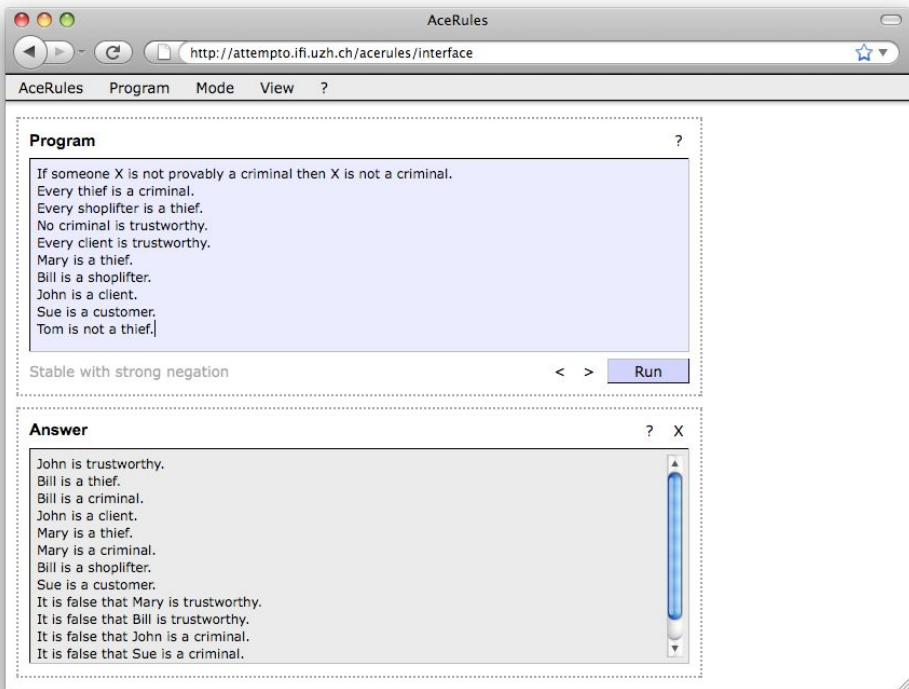 AceRules
http://attempto.ifi.uzh.ch/acerules/interface
AceRules Program Mode View ?
Program ?
If someone X is not provably a criminal then X is not a criminal.
Every thief is a criminal.
Every shoplifter is a thief.
No criminal is trustworthy.
Every client is trustworthy.
Mary is a thief.
Bill is a shoplifter.
John is a client.
Sue is a customer.
Tom is not a thief.
Stable with strong negation < > Run
Answer ? X
John is trustworthy.
Bill is a thief.
Bill is a criminal.
John is a client.
Mary is a thief.
Mary is a criminal.
Bill is a shoplifter.
Sue is a customer.
It is false that Mary is trustworthy.
It is false that Bill is trustworthy.
It is false that John is a criminal.
It is false that Sue is a criminal.